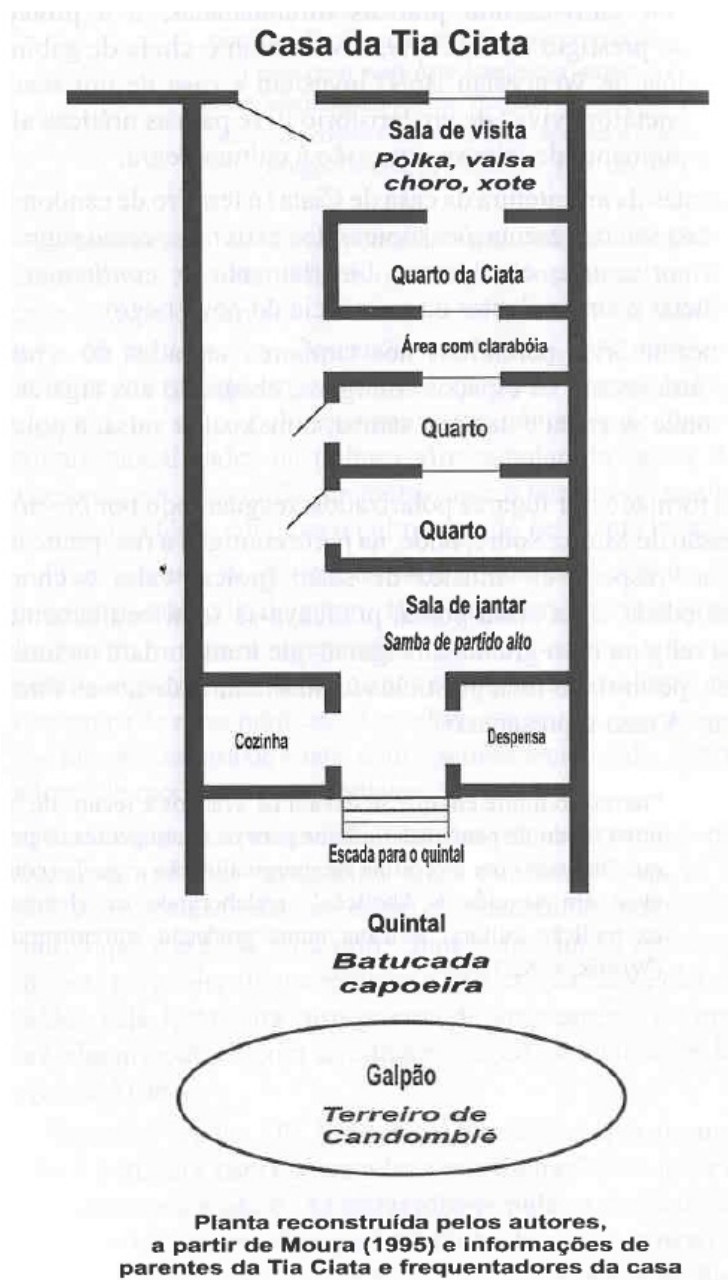 Casa da Tia Ciata
Sala de visita
Polka, valsa
choro, xote
Quarto da Ciata
Área com clarabóia
Quarto
Quarto
Sala de jantar
Samba de partido alto
Cozinha
Despensa
Escada para o quintal
Quintal
Batucada
capoeira
Galpão
Terreiro de
Candomblê
Planta reconstruída pelos autores,
a partir de Moura (1995) e informações de
parentes da Tia Ciata e frequentadores da casa